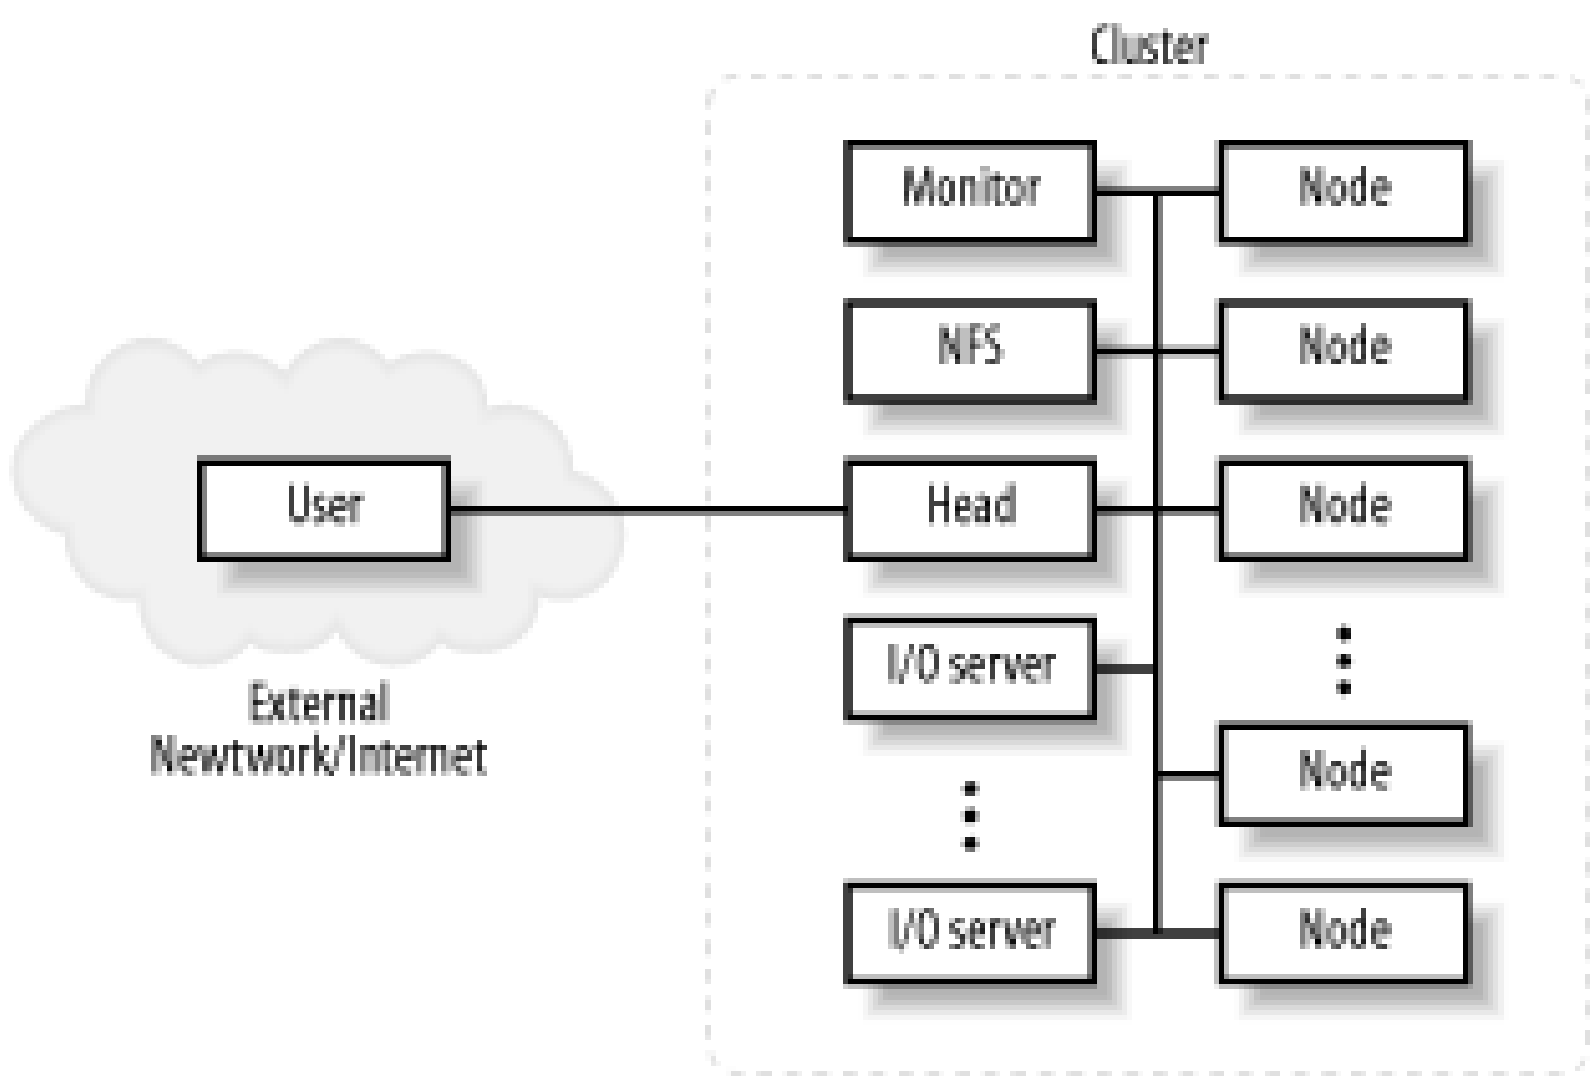 Cluster
Monitor
Node
NFS
Node
User
Head
Node
I/O server
External
Newtwork/Internet
Node
I/O server
Node